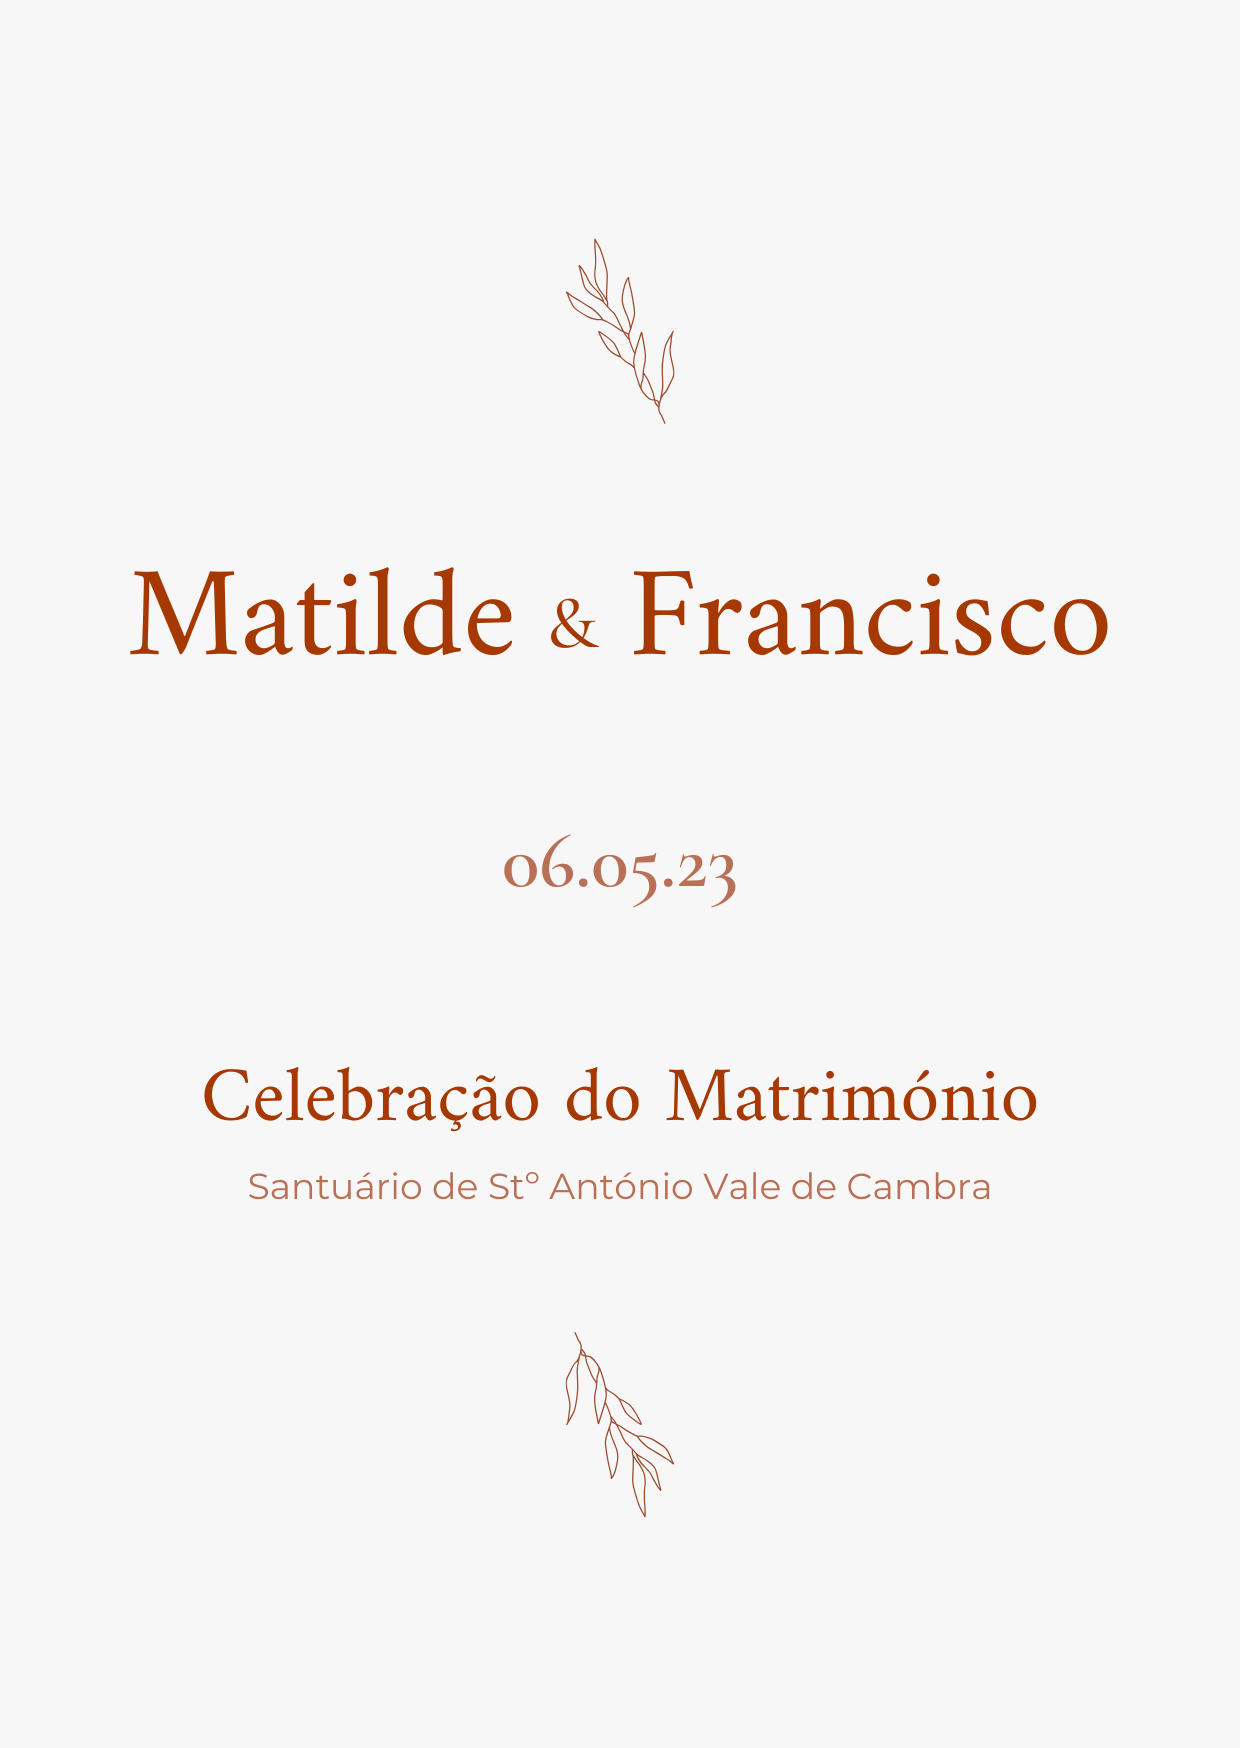 Matilde & Francisco
06.05.23
Celebração do Matrimónio
Santuário de Stº António Vale de Cambra